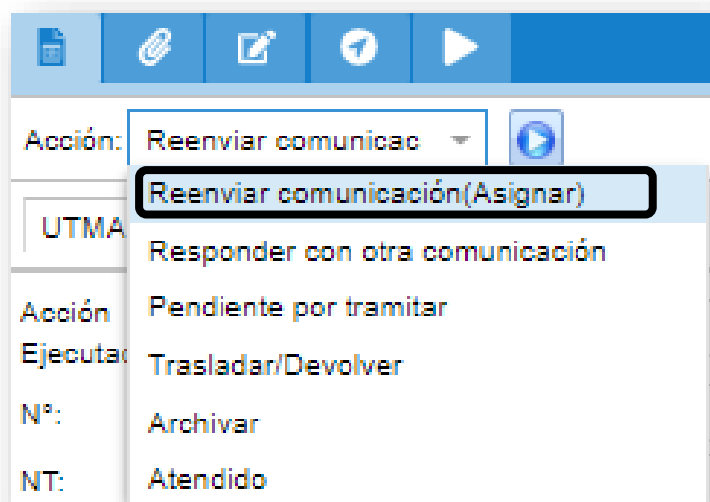 Acción: Reenviar comunicac
Reenviar comunicación(Asignar)
UTMA
Responder con otra comunicación
Acción
Pendiente por tramitar
Ejecutac
Trasladar/Devolver
Nº:
Archivar
NT:
Atendido